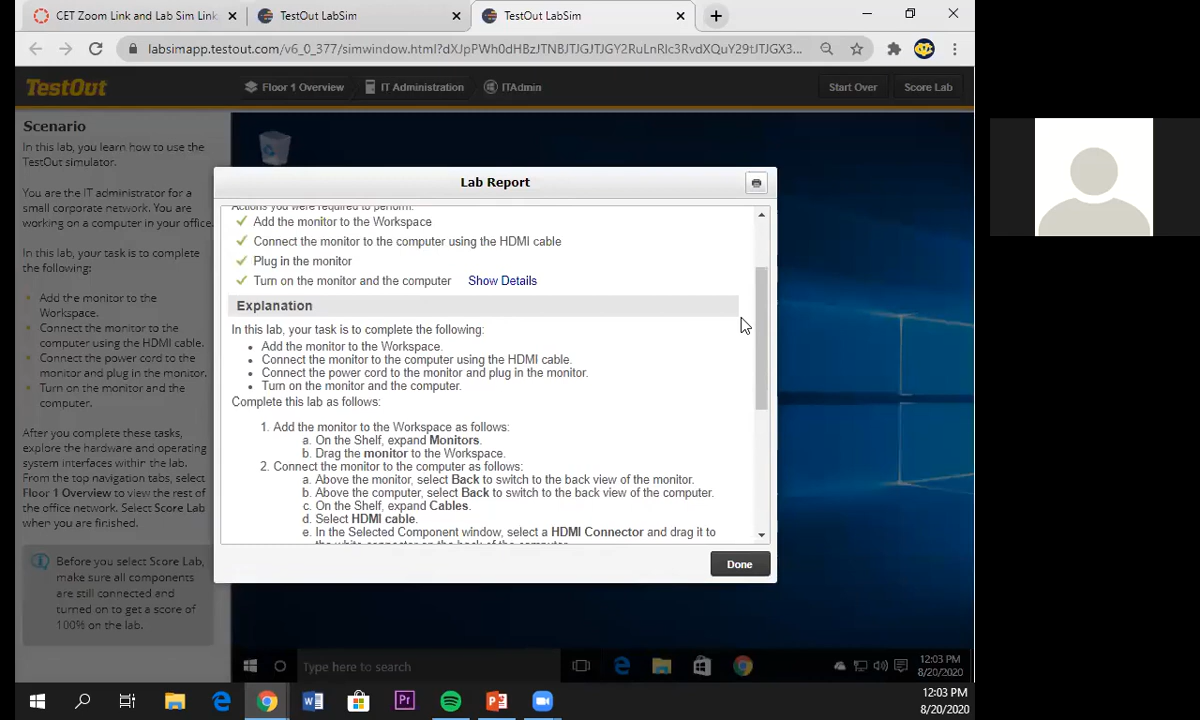 CET Zoom Link and Lab Sim Link
TestOut LabSim
TestOut LabSim
labsimapp.testout.com/v6_0_377/simwindow.html?dXJpPWh0dHBzJTNBJTJGJTJGY2RuLnRlc3RvdXQuY29tJTJGX3...
TestOut
Floor 1 Overview
IT Administration
ITAdmin
Start Over
Score Lab
Scenario
In this lab, you learn how to use the
TestOut simulator.
You are the IT administrator for a
small corporate network. You are
working on a computer in your office.
In this lab, your task is to complete
the following:
Add the monitor to the
Workspace.
Connect the monitor to the
computer using the HDMI cable.
Connect the power cord to the
monitor and plug in the monitor.
Turn on the monitor and the
computer.
After you complete these tasks,
explore the hardware and operating
system interfaces within the lab.
From the top navigation tabs, select
Floor 1 Overview to view the rest of
the office network. Select Score Lab
when you are finished.
Before you select Score Lab,
make sure all components
are still connected and
turned on to get a score of
100% on the lab.
Lab Report
Actions you were required to perform:
Add the monitor to the Workspace
Connect the monitor to the computer using the HDMI cable
Plug in the monitor
Turn on the monitor and the computer Show Details
Explanation
In this lab, your task is to complete the following:
Add the monitor to the Workspace.
Connect the monitor to the computer using the HDMI cable.
Connect the power cord to the monitor and plug in the monitor.
Turn on the monitor and the computer.
Complete this lab as follows:
1. Add the monitor to the Workspace as follows:
a. On the Shelf, expand Monitors.
b. Drag the monitor to the Workspace.
2. Connect the monitor to the computer as follows:
a. Above the monitor, select Back to switch to the back view of the monitor.
b. Above the computer, select Back to switch to the back view of the computer.
c. On the Shelf, expand Cables.
d. Select HDMI cable.
e. In the Selected Component window, select a HDMI Connector and drag it to
the white connector on the back of the computer.
Done
Type here to search
12:03 PM
8/20/2020
12:03 PM
8/20/2020